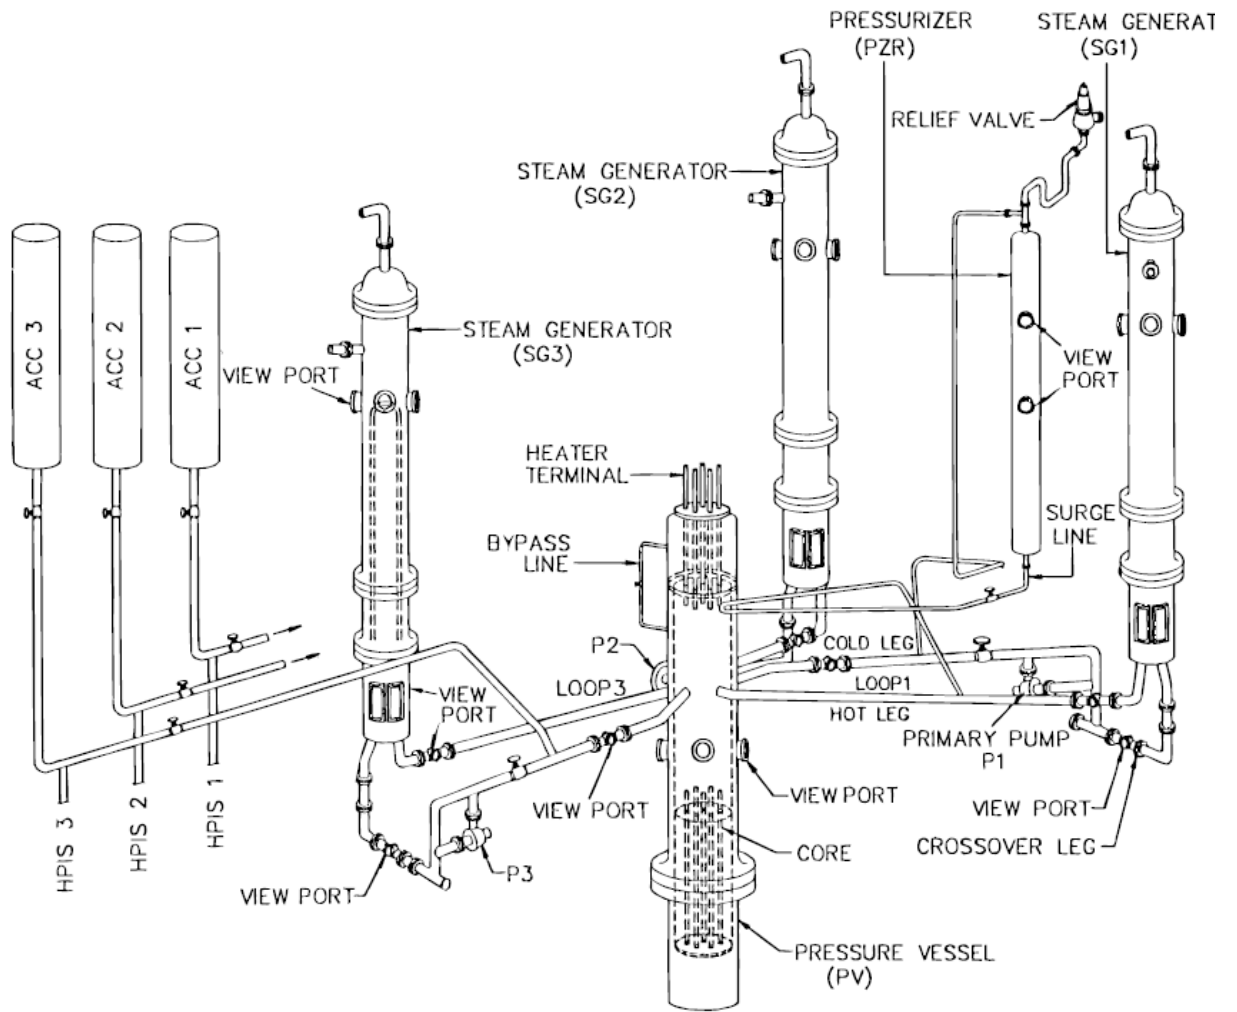 PRESSURIZER
(PZR)
STEAM GENERAT
(SG1)
RELIEF VALVE
STEAM GENERATOR
(SG2)
STEAM GENERATOR
(SG3)
ACC 3
ACC 2
ACC 1
VIEW PORT
VIEW
PORT
HEATER
TERMINAL
BYPASS
LINE
SURGE
LINE
P2
COLD LEG
LOOP3
LOOP1
HOT LEG
VIEW
PORT
PRIMARY PUMP
P1
VIEW PORT
VIEW PORT
VIEW PORT
CORE
CROSSOVER LEG
HPIS 3
HPIS 2
HPIS 1
P3
VIEW PORT
PRESSURE VESSEL
(PV)